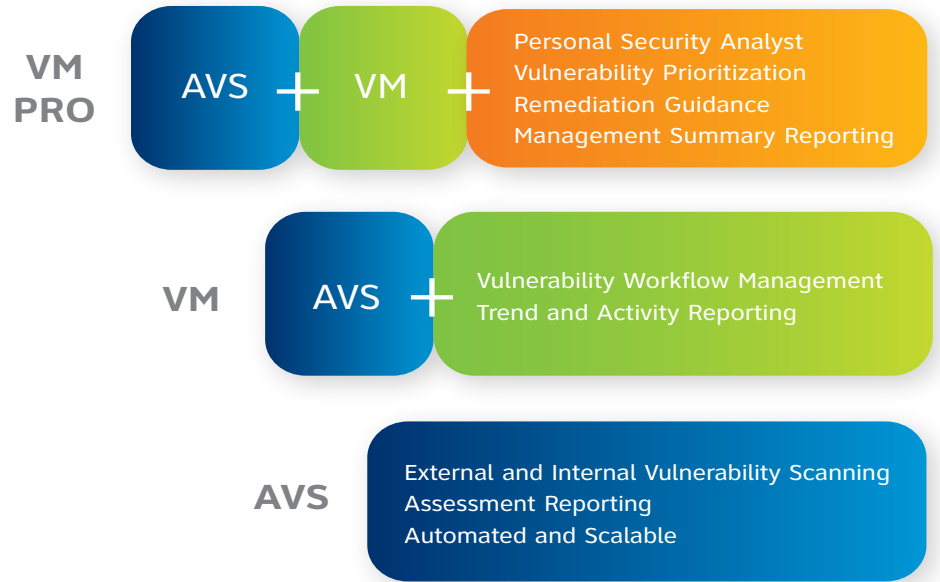 VM
PRO
AVS + VM +
Personal Security Analyst
Vulnerability Prioritization
Remediation Guidance
Management Summary Reporting
VM
AVS +
Vulnerability Workflow Management
Trend and Activity Reporting
AVS
External and Internal Vulnerability Scanning
Assessment Reporting
Automated and Scalable